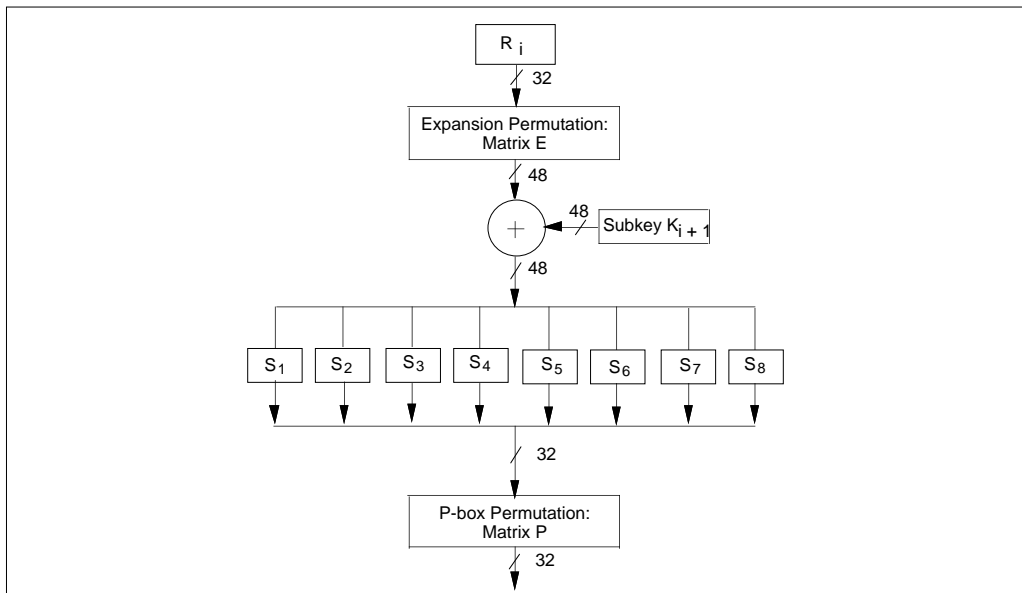 R i
32
Expansion Permutation:
Matrix E
48
48
Subkey K i + 1
+
48
S1 S2 S3 S4 S5 S6 S7 S8
32
P-box Permutation:
Matrix P
32